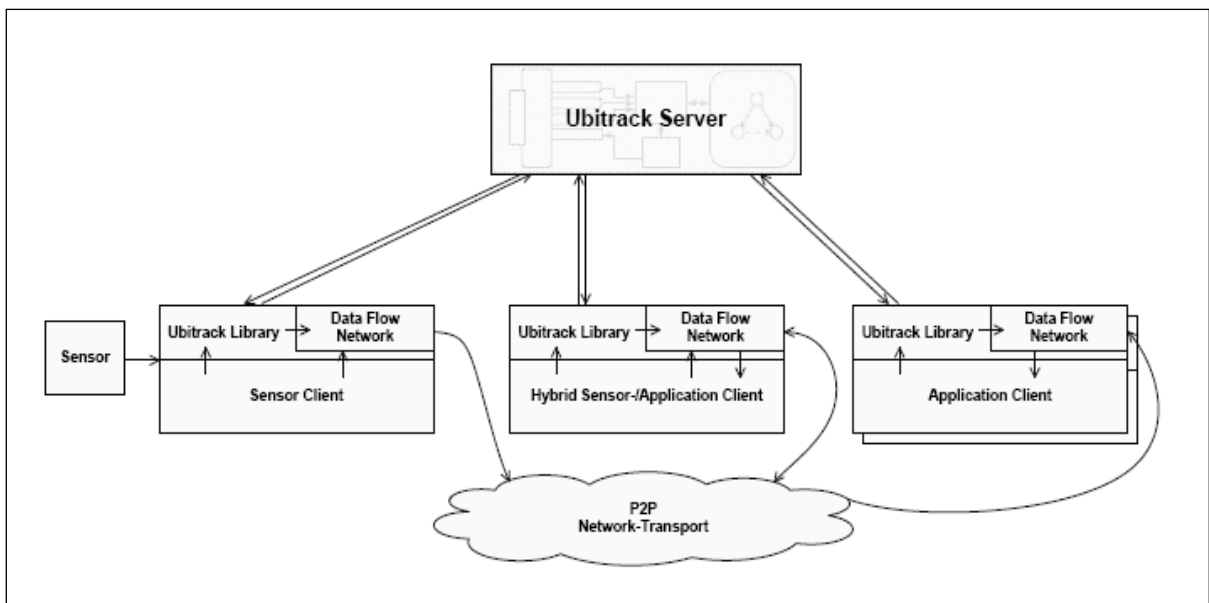 Ubitrack Server
Sensor
Ubitrack Library
Data Flow
Network
Sensor Client
Ubitrack Library
Data Flow
Network
Hybrid Sensor-/Application Client
Ubitrack Library
Data Flow
Network
Application Client
P2P
Network-Transport